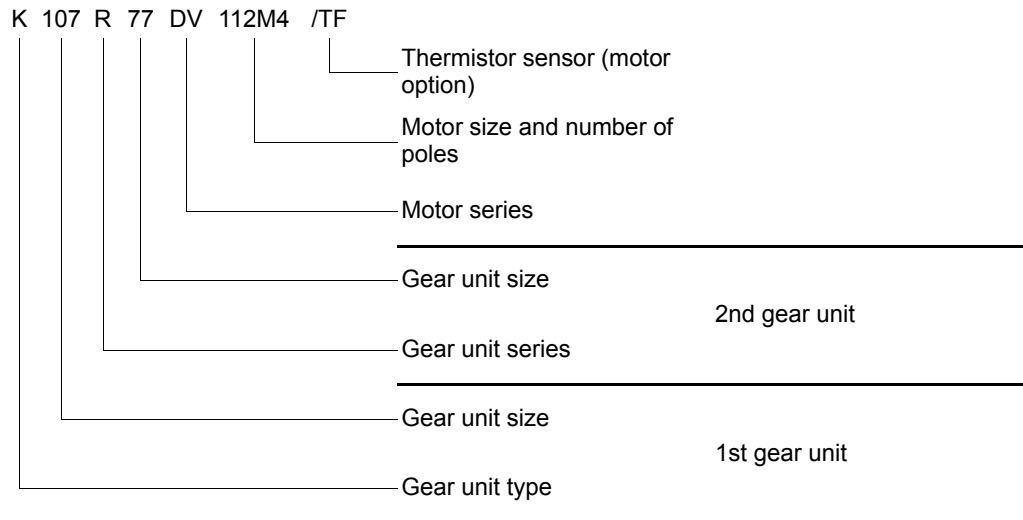 K 107 R 77 DV 112M4 /TF
Thermistor sensor (motor
option)
Motor size and number of
poles
Motor series
Gear unit size
2nd gear unit
Gear unit series
Gear unit size
1st gear unit
Gear unit type